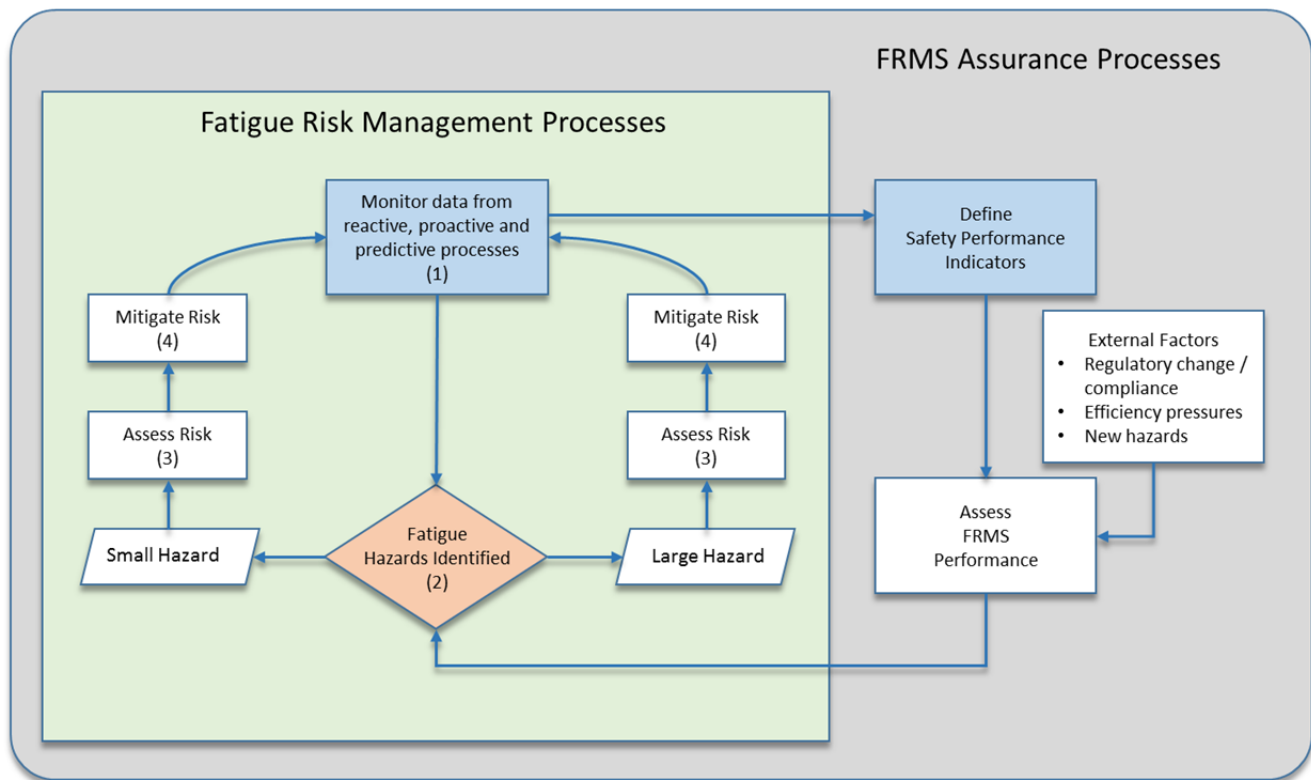 FRMS Assurance Processes
Fatigue Risk Management Processes
Monitor data from
reactive, proactive and
predictive processes
(1)
Define
Safety Performance
Indicators
Mitigate Risk
(4)
Mitigate Risk
(4)
External Factors
• Regulatory change /
compliance
• Efficiency pressures
• New hazards
Assess Risk
(3)
Assess Risk
(3)
Small Hazard
Fatigue
Hazards Identified
(2)
Large Hazard
Assess
FRMS
Performance